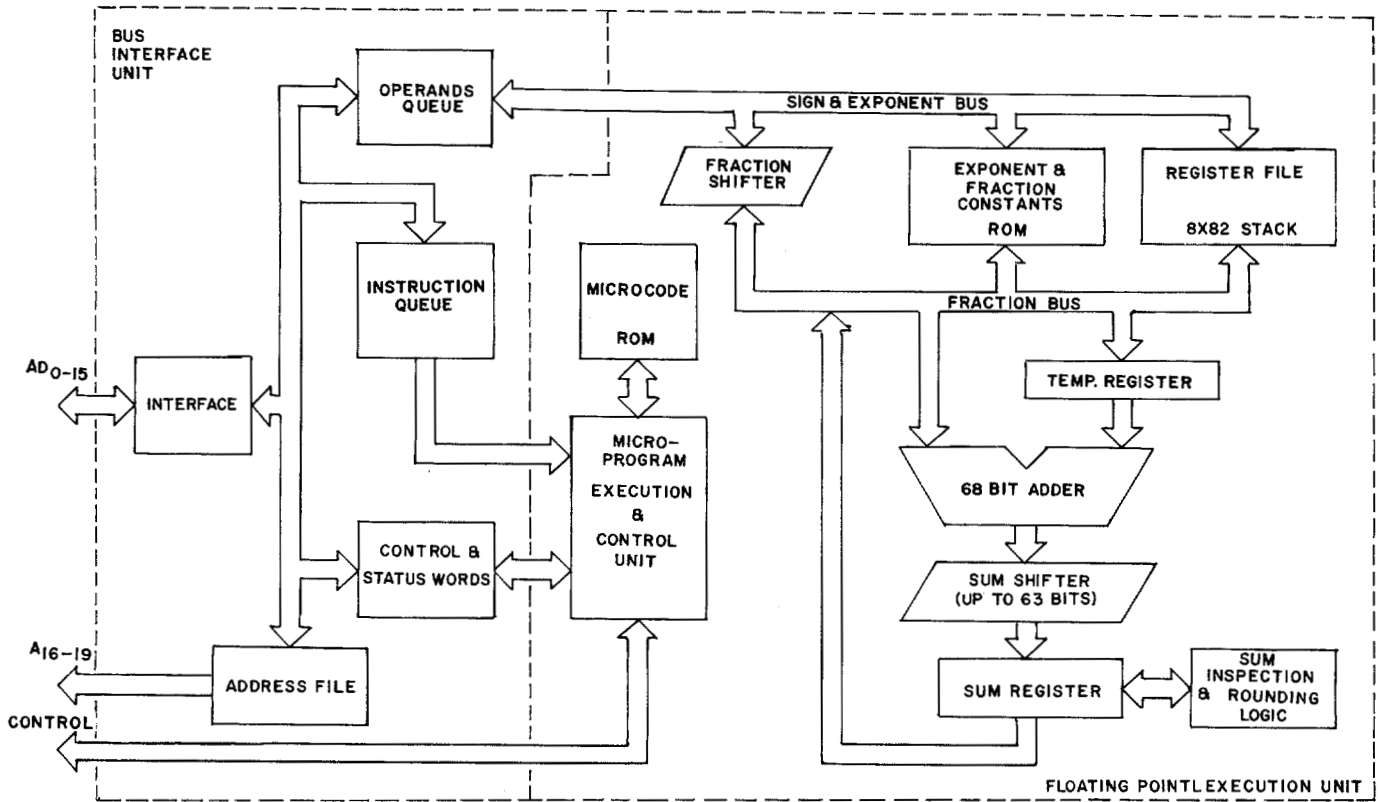 BUS
INTERFACE
UNIT
OPERANDS
QUEUE
SIGN & EXPONENT BUS
FRACTION
SHIFTER
EXPONENT &
FRACTION
CONSTANTS
ROM
REGISTER FILE
8X82 STACK
INSTRUCTION
QUEUE
MICROCODE
ROM
FRACTION BUS
AD0-15
INTERFACE
TEMP. REGISTER
MICRO-
PROGRAM
EXECUTION
&
CONTROL
UNIT
68 BIT ADDER
CONTROL &
STATUS WORDS
SUM SHIFTER
(UP TO 63 BITS)
A16-19
ADDRESS FILE
SUM REGISTER
SUM
INSPECTION
& ROUNDING
LOGIC
CONTROL
FLOATING POINTLEXECUTION UNIT